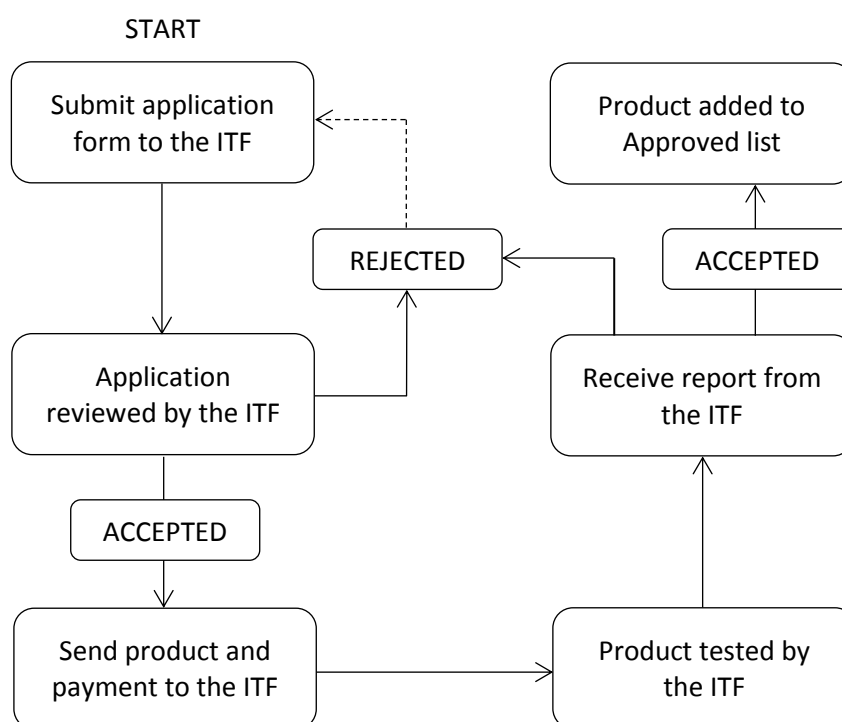 START
Submit application
form to the ITF
Product added to
Approved list
REJECTED
ACCEPTED
Application
reviewed by the ITF
Receive report from
the ITF
ACCEPTED
Send product and
payment to the ITF
Product tested by
the ITF